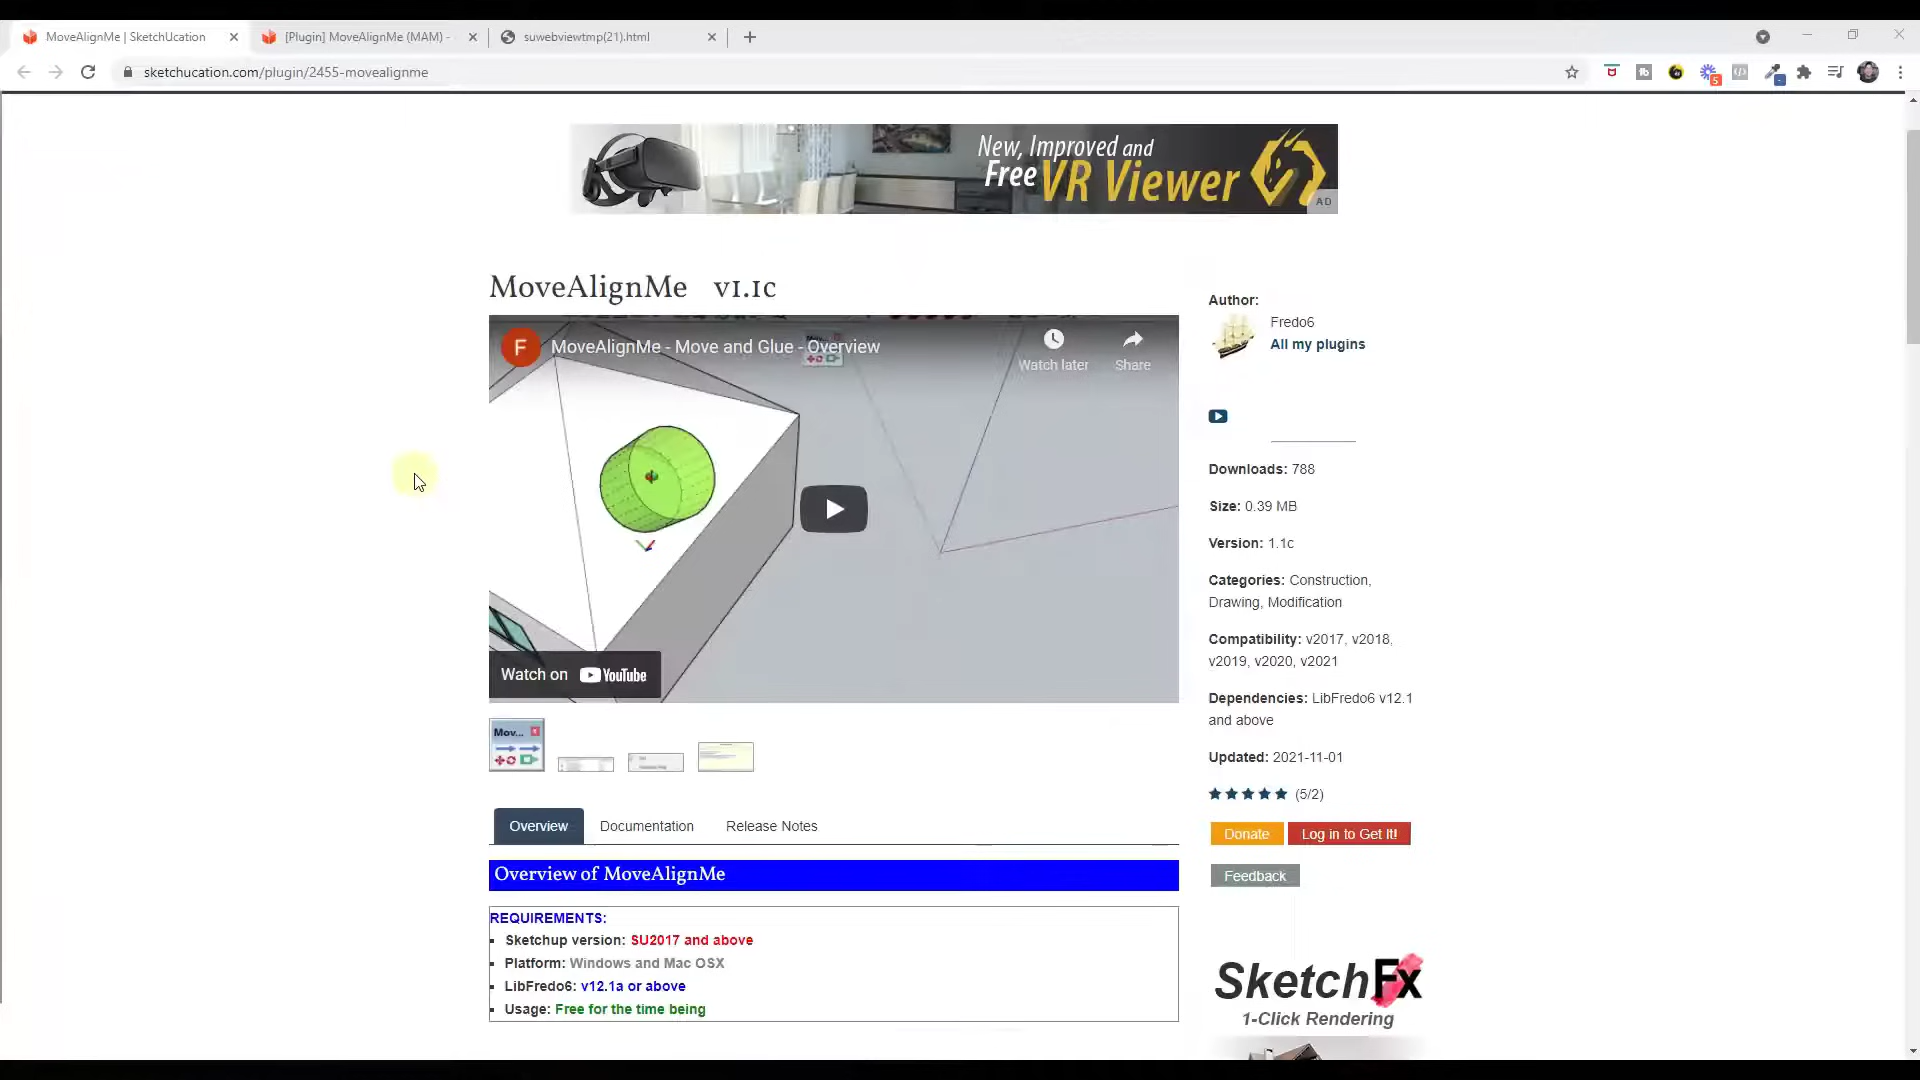 MoveAlignMe | SketchUcation
[Plugin] MoveAlignMe (MAM) -
suwebviewtmp(21).html
sketchucation.com/plugin/2455-movealignme
5
New, Improved and
Free VR Viewer
AD
MoveAlignMe v1.1c
F
MoveAlignMe - Move and Glue - Overview
Watch later
Share
Watch on YouTube
Mov...
Overview
Documentation
Release Notes
Overview of MoveAlignMe
REQUIREMENTS:
Sketchup version: SU2017 and above
Platform: Windows and Mac OSX
LibFredo6: v12.1a or above
Usage: Free for the time being
Author:
Fredo6
All my plugins
Downloads: 788
Size: 0.39 MB
Version: 1.1c
Categories: Construction,
Drawing, Modification
Compatibility: v2017, v2018,
v2019, v2020, v2021
Dependencies: LibFredo6 v12.1
and above
Updated: 2021-11-01
(5/2)
Donate
Log in to Get It!
Feedback
SketchFx
1-Click Rendering